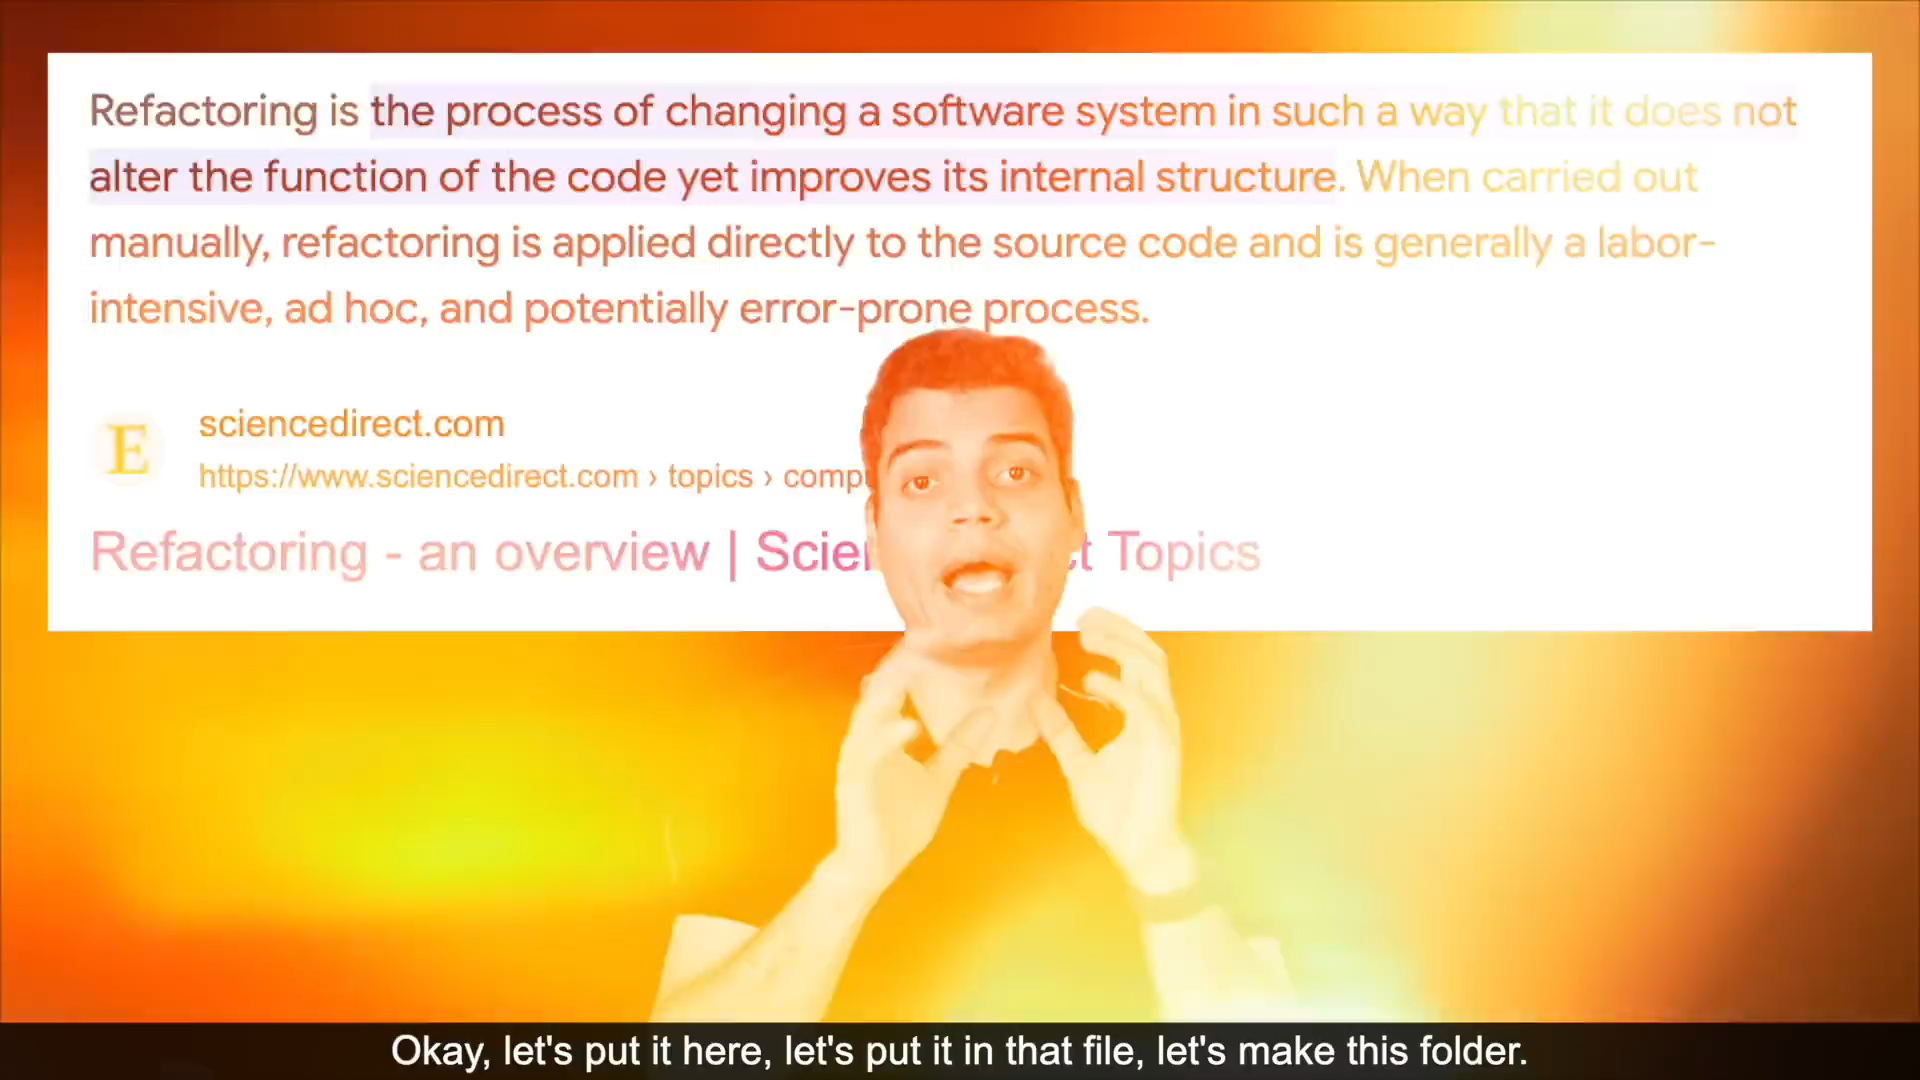 Refactoring is the process of changing a software system in such a way that it does not
alter the function of the code yet improves its internal structure. When carried out
manually, refactoring is applied directly to the source code and is generally a labor-
intensive, ad hoc, and potentially error-prone process.
E
sciencedirect.com
https://www.sciencedirect.com › topics ›
Refactoring - an overview | Topics
Okay, let's put it here, let's put it in that file, let's make this folder.